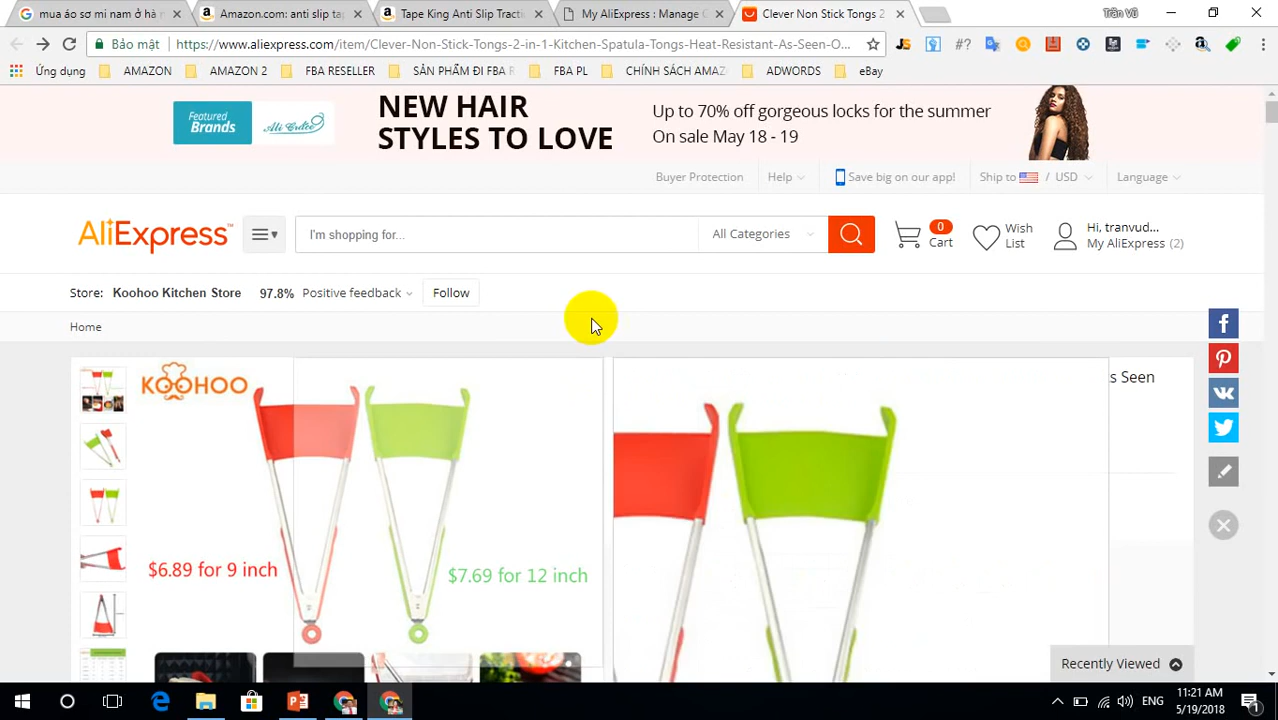 mua áo sơ mi nam ở hà n
Amazon.com: anti slip tap
Tape King Anti Slip Tracti
My AliExpress : Manage O
Clever Non Stick Tongs 2
Trần Vũ
Bảo mật
https://www.aliexpress.com/item/Clever-Non-Stick-Tongs-2-in-1-Kitchen-Spatula-Tongs-Heat-Resistant-As-Seen-O...
Ứng dụng
AMAZON
AMAZON 2
FBA RESELLER
SẢN PHẨM ĐI FBA R
FBA PL
CHÍNH SÁCH AMAZ
ADWORDS
eBay
Featured Brands
Ali Cutie
NEW HAIR
STYLES TO LOVE
Up to 70% off gorgeous locks for the summer
On sale May 18 - 19
Buyer Protection
Help
Save big on our app!
Ship to / USD
Language
AliExpress™
I'm shopping for...
All Categories
0
Cart
Wish List
Hi, tranvud...
My AliExpress (2)
Store: Koohoo Kitchen Store 97.8% Positive feedback
Follow
Home
KOOHOO
s Seen
$6.89 for 9 inch
$7.69 for 12 inch
Recently Viewed
ENG
11:21 AM
5/19/2018